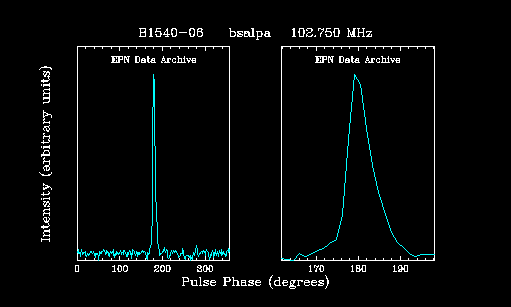 B1540-06 bsalpa 102.750 MHz
EPN Data Archive EPN Data Archive
Intensity (arbitrary units)
0 100 200 300 170 180 190
Pulse Phase (degrees)